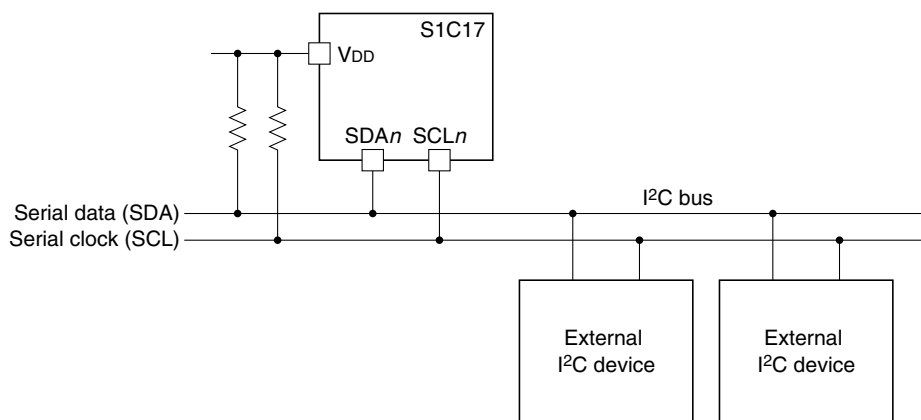 S1C17
VDD
SDAn SCLn
I²C bus
Serial data (SDA)
Serial clock (SCL)
External
I²C device
External
I²C device